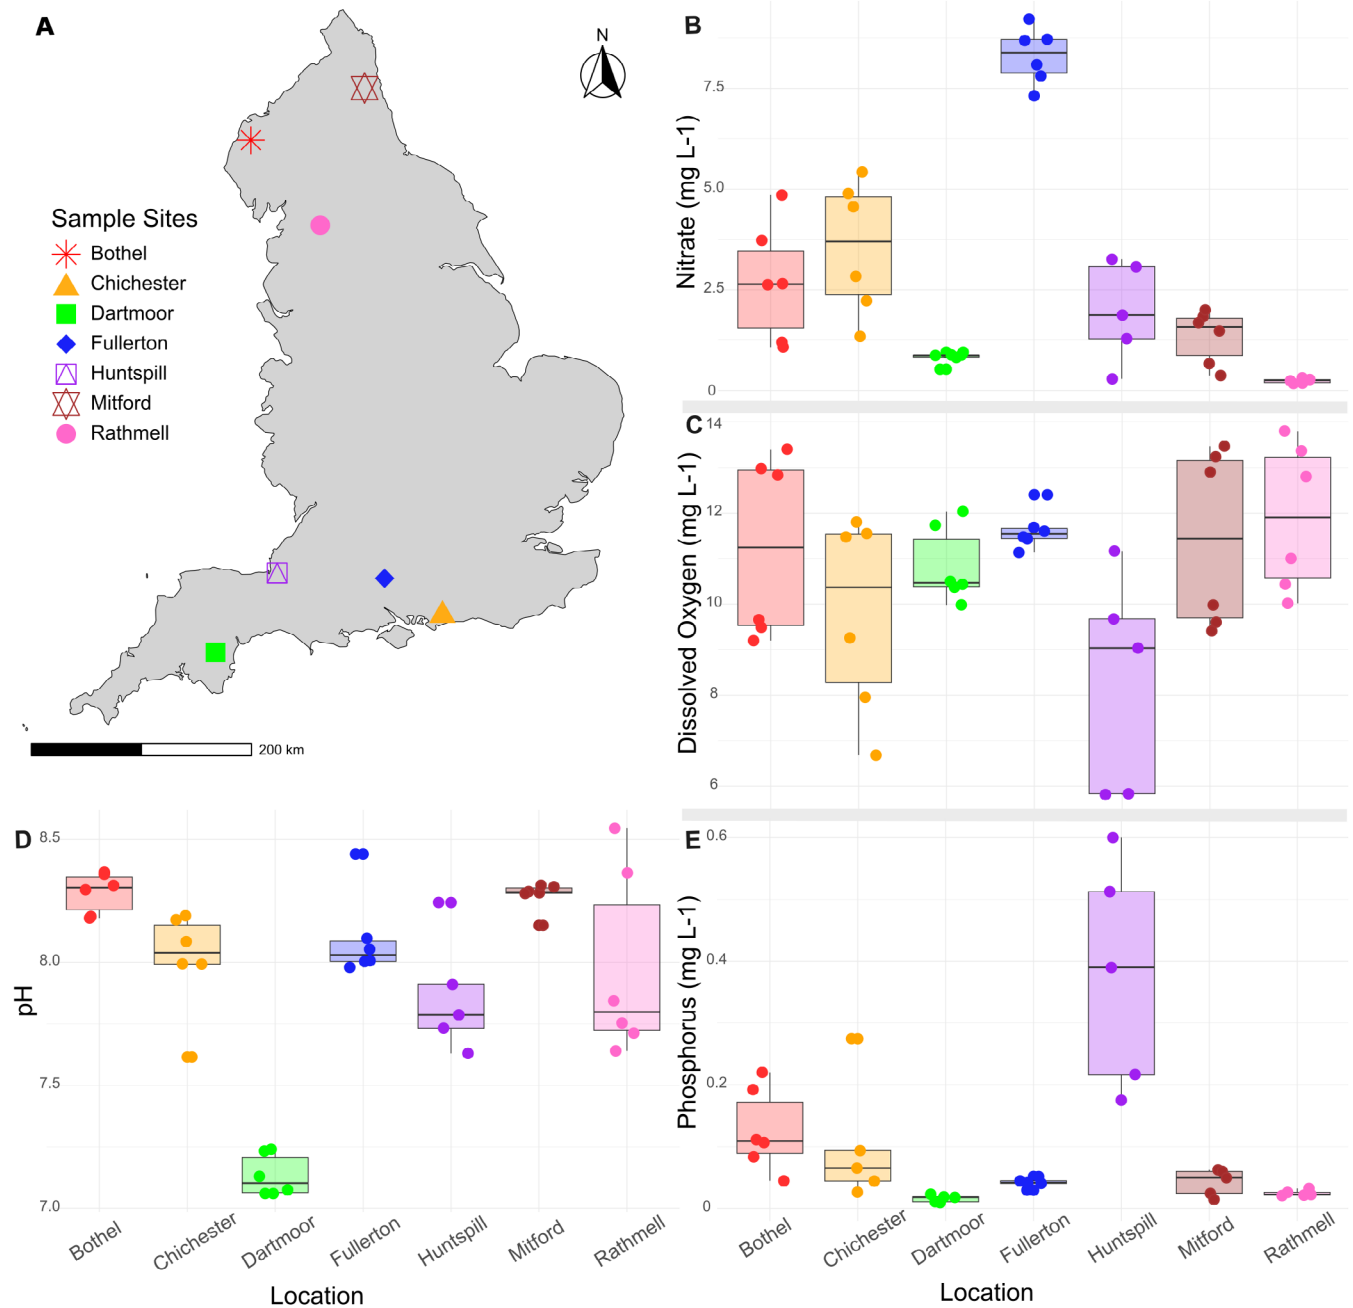 A
N
Sample Sites
Bothel
Chichester
Dartmoor
Fullerton
Huntspill
Mitford
Rathmell
200 km
B
Nitrate (mg L-1)
7.5
5.0
2.5
0
C
Dissolved Oxygen (mg L-1)
14
12
10
8
6
D
pH
8.5
8.0
7.5
7.0
Bothel
Chichester
Dartmoor
Fullerton
Huntspill
Mitford
Rathmell
Location
E
Phosphorus (mg L-1)
0.6
0.4
0.2
0
Bothel
Chichester
Dartmoor
Fullerton
Huntspill
Mitford
Rathmell
Location